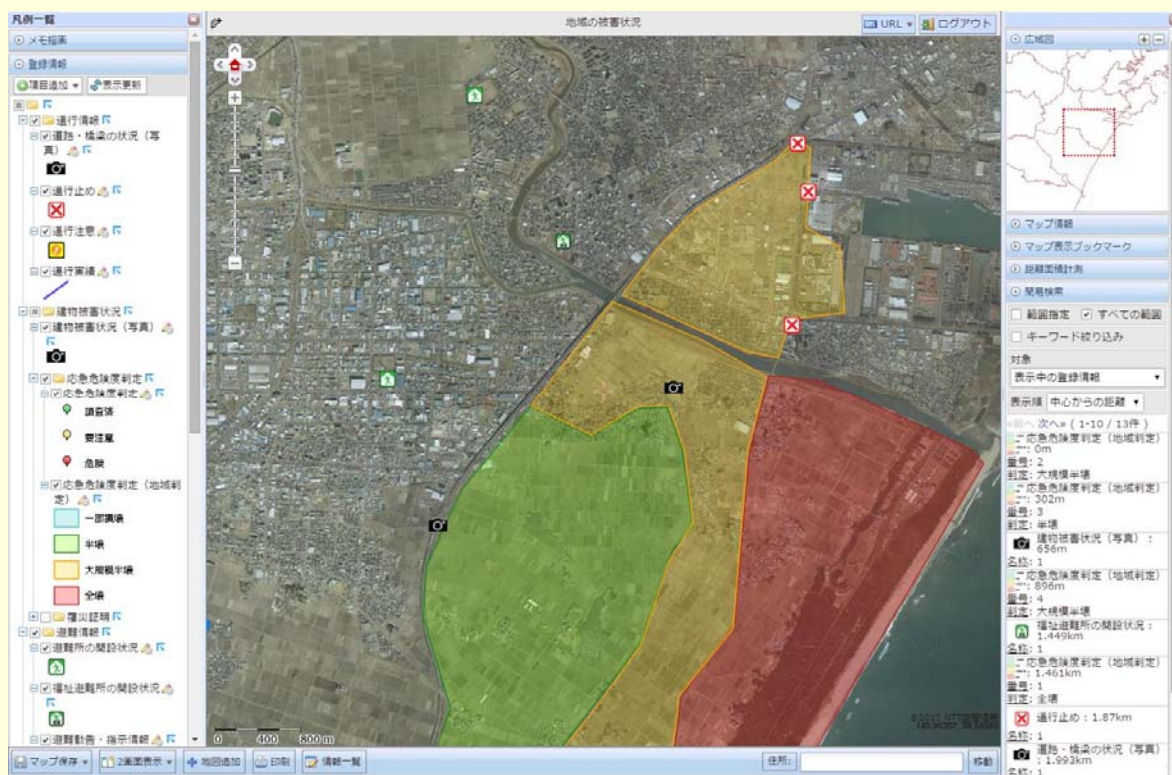 凡例一覧
メモ描画
登録情報
項目追加
表示更新
通行情報
道路・橋梁の状況（写
真）
通行止め
通行注意
通行実績
建物被害状況
建物被害状況（写真）
応急危険度判定
応急危険度判定
調査済
要注意
危険
応急危険度判定（地域判
定）
一部損壊
半壊
大規模半壊
全壊
罹災証明
避難情報
避難所の開設状況
福祉避難所の開設状況
避難勧告・指示情報
地域の被害状況
URL
ログアウト
0 400 800 m
広域図
マップ情報
マップ表示ブックマーク
距離面積計測
簡易検索
範囲指定 すべての範囲
キーワード絞り込み
対象
表示中の登録情報
表示順 中心からの距離
«前へ 次へ» ( 1-10 / 13件 )
応急危険度判定（地域判定）
: 0m
番号: 2
判定: 大規模半壊
応急危険度判定（地域判定）
: 302m
番号: 3
判定: 半壊
建物被害状況（写真） :
656m
名称: 1
応急危険度判定（地域判定）
: 896m
番号: 4
判定: 大規模半壊
福祉避難所の開設状況 :
1.449km
名称: 1
応急危険度判定（地域判定）
: 1.461km
番号: 1
判定: 全壊
通行止め : 1.87km
名称: 1
道路・橋梁の状況（写真）
: 1.993km
名称: 1
マップ保存
2画面表示
地図追加
印刷
情報一覧
住所:
移動